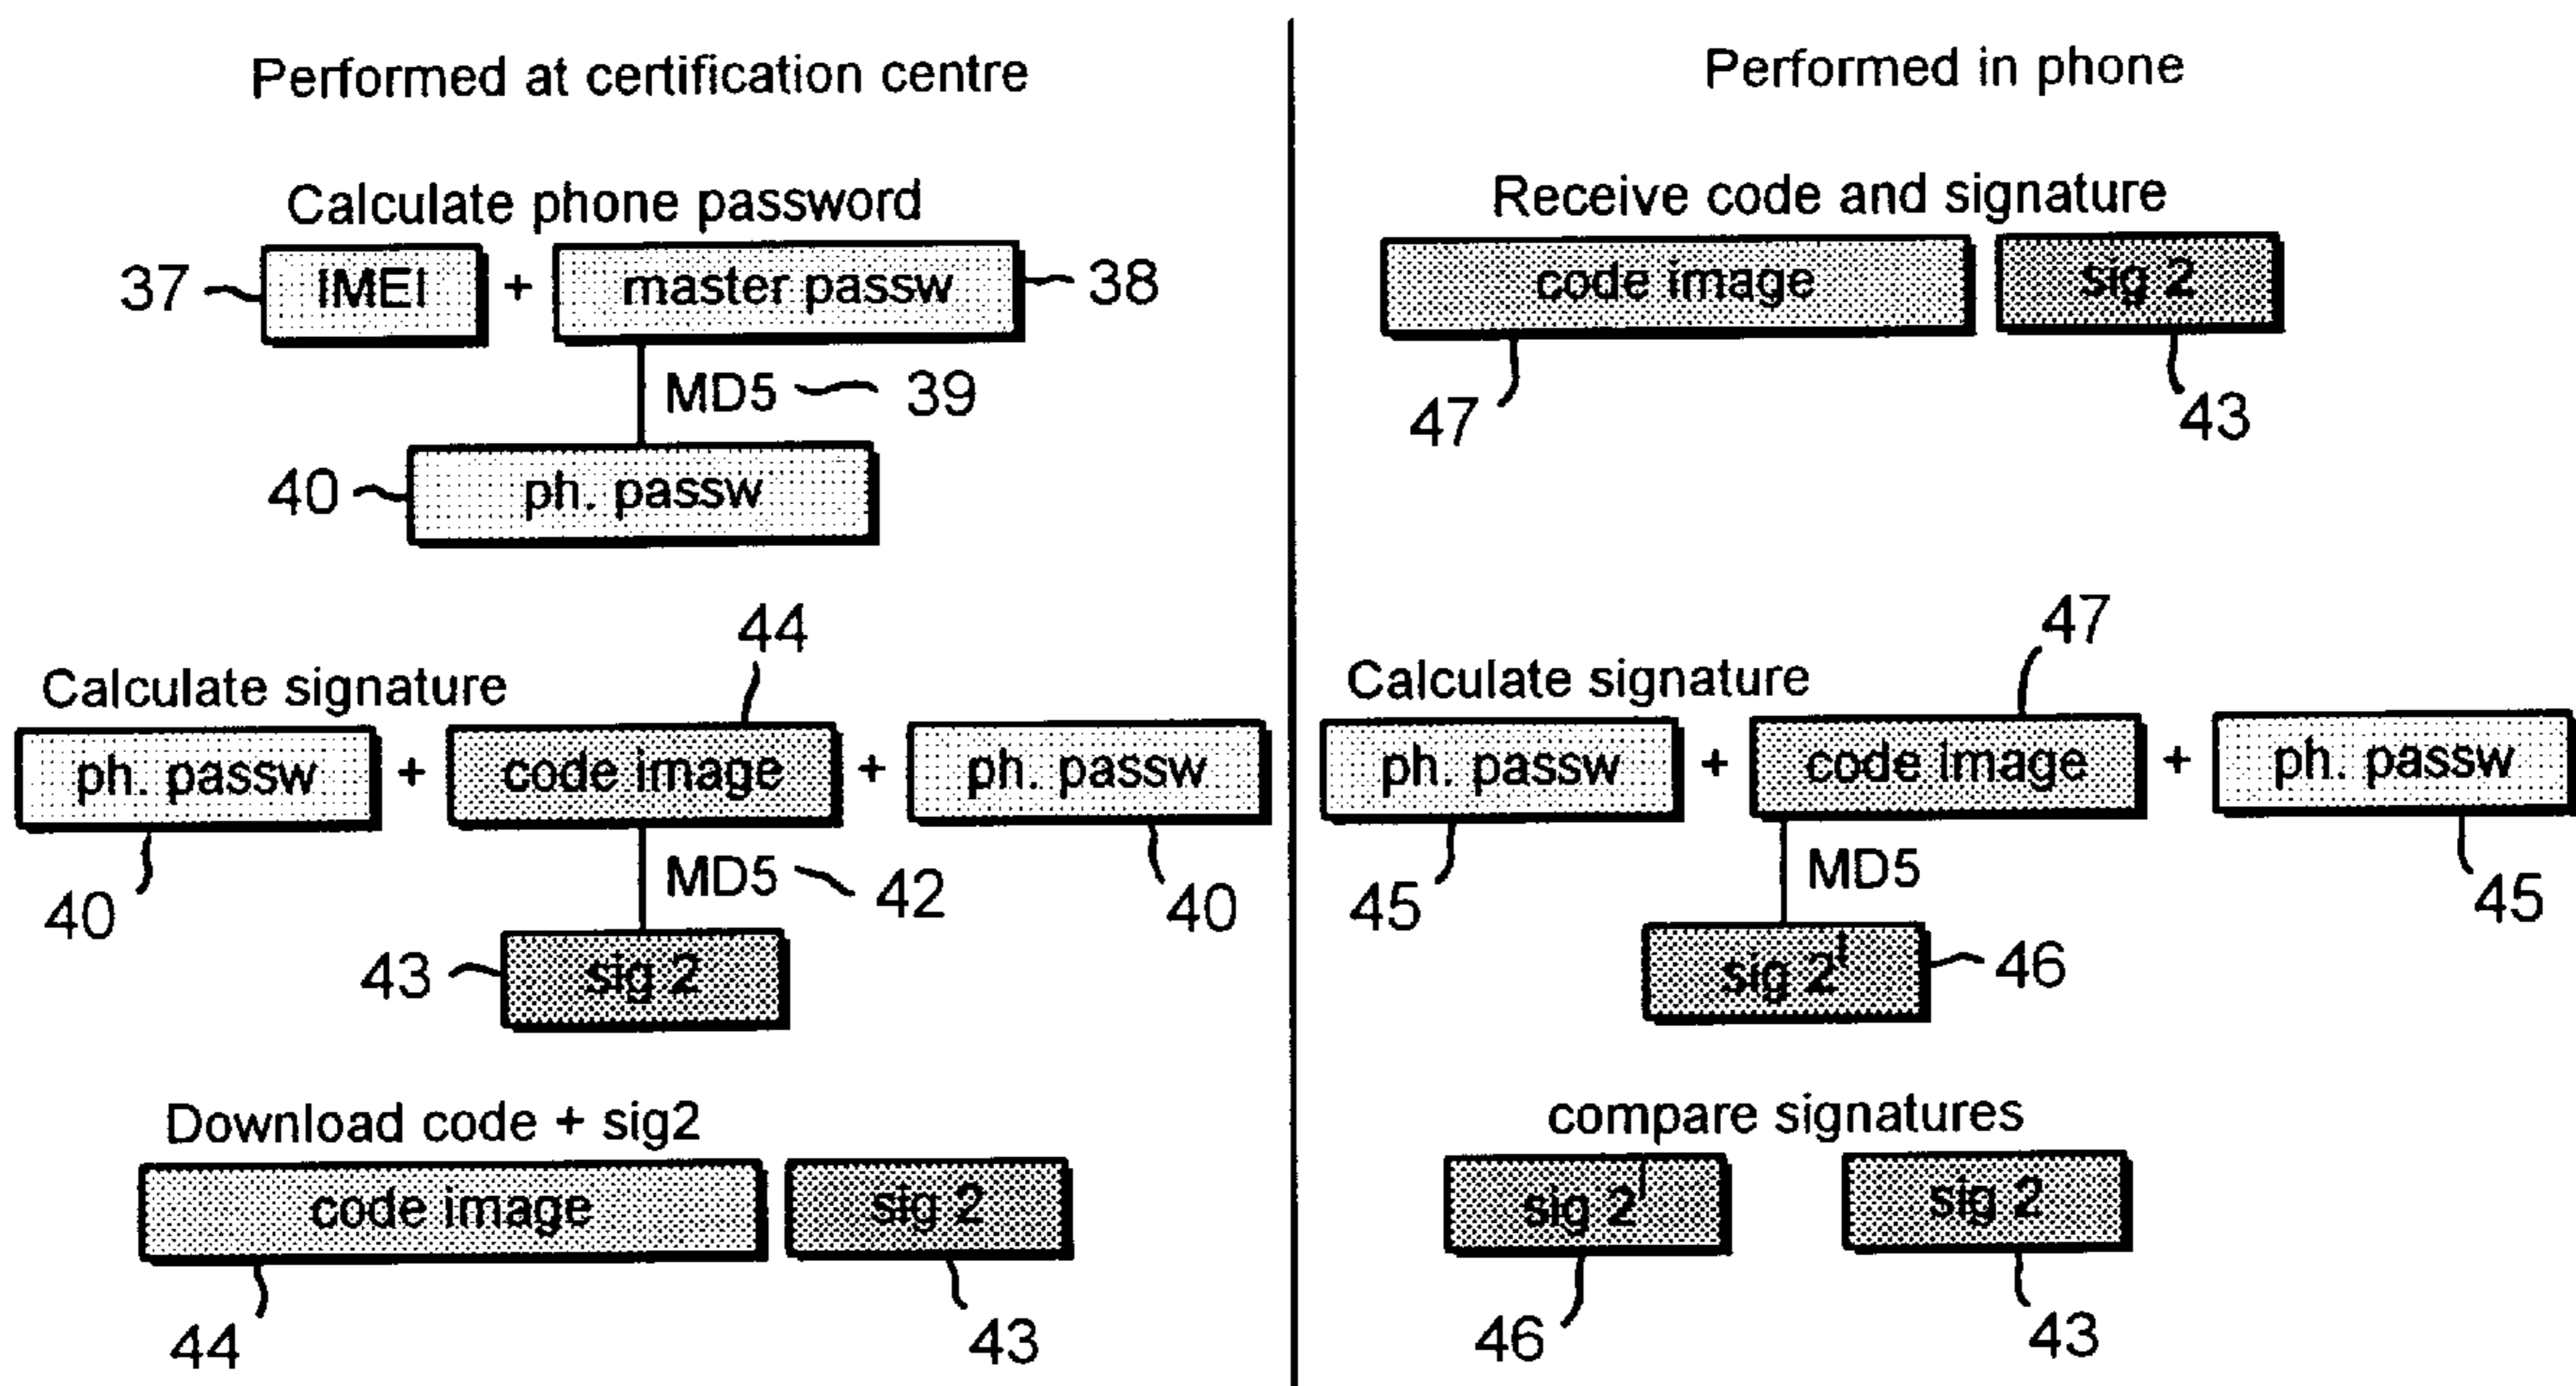 Performed at certification centre
Calculate phone password
37 IMEI + master passw 38
MD5 39
40 ph. passw
44
Calculate signature
ph. passw + code image + ph. passw
40 MD5 42 40
43 sig 2
Download code + sig2
code image sig 2
44 43
Performed in phone
Receive code and signature
code image sig 2
47 43
47
Calculate signature
ph. passw + code image + ph. passw
45 MD5 45
sig 2' 46
compare signatures
sig 2' sig 2
46 43